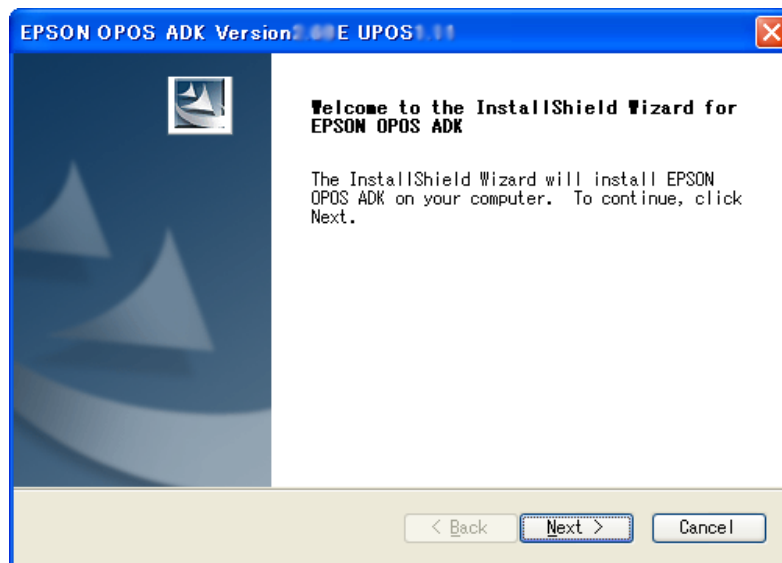 EPSON OPOS ADK Version E UPOS
Welcome to the InstallShield Wizard for
EPSON OPOS ADK
The InstallShield Wizard will install EPSON
OPOS ADK on your computer.  To continue, click
Next.
< Back Next > Cancel